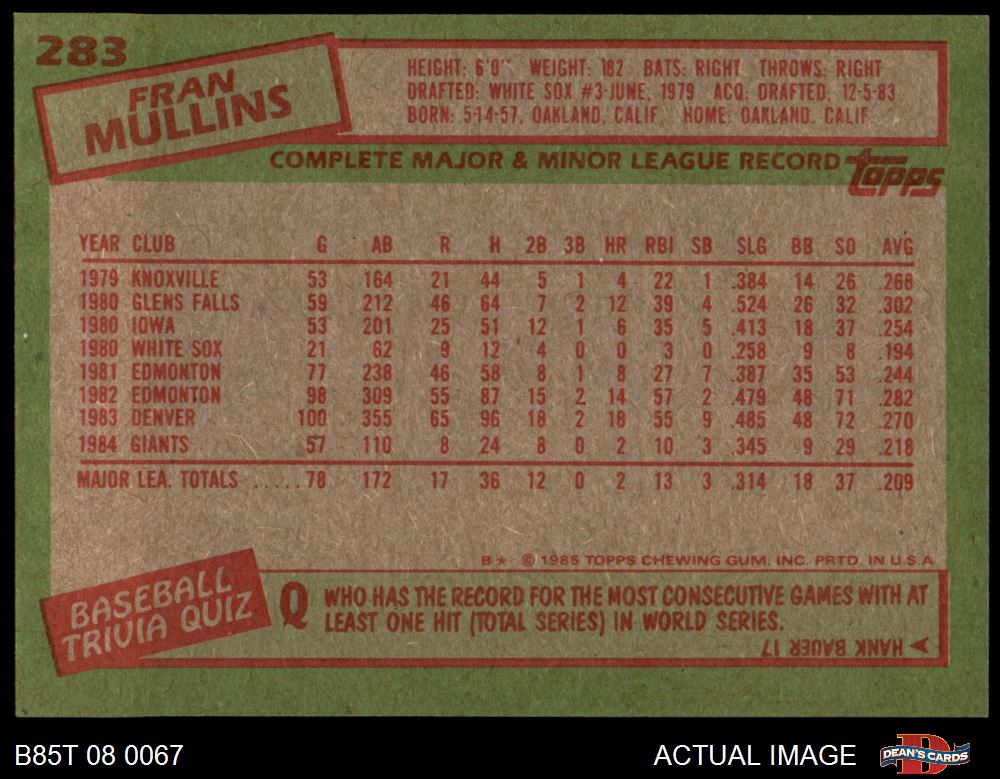 283
FRAN
MULLINS
HEIGHT: 6'0" WEIGHT: 182 BATS: RIGHT THROWS: RIGHT
DRAFTED: WHITE SOX #3-JUNE, 1979 ACQ: DRAFTED, 12-5-83
BORN: 5-14-57, OAKLAND, CALIF. HOME: OAKLAND, CALIF.
COMPLETE MAJOR & MINOR LEAGUE RECORD topps
YEAR CLUB G AB R H 2B 3B HR RBI SB SLG BB SO AVG
1979 KNOXVILLE 53 164 21 44 5 1 4 22 1 .384 14 26 .268
1980 GLENS FALLS 59 212 46 64 7 2 12 39 4 .524 26 32 .302
1980 IOWA 53 201 25 51 12 1 6 35 5 .413 18 37 .254
1980 WHITE SOX 21 62 9 12 4 0 0 3 0 .258 9 8 .194
1981 EDMONTON 77 238 46 58 8 1 8 27 7 .387 35 53 .244
1982 EDMONTON 98 309 55 87 15 2 14 57 2 .479 48 71 .282
1983 DENVER 100 355 65 96 18 2 18 55 9 .485 48 72 .270
1984 GIANTS 57 110 8 24 8 0 2 10 3 .345 9 29 .218
MAJOR LEA. TOTALS .....78 172 17 36 12 0 2 13 3 .314 18 37 .209
B* © 1985 TOPPS CHEWING GUM. INC. PRTD. IN U.S.A.
BASEBALL
TRIVIA QUIZ
Q WHO HAS THE RECORD FOR THE MOST CONSECUTIVE GAMES WITH AT
LEAST ONE HIT (TOTAL SERIES) IN WORLD SERIES.
HANK BAUER 17
B85T 08 0067
ACTUAL IMAGE
DEAN'S CARDS